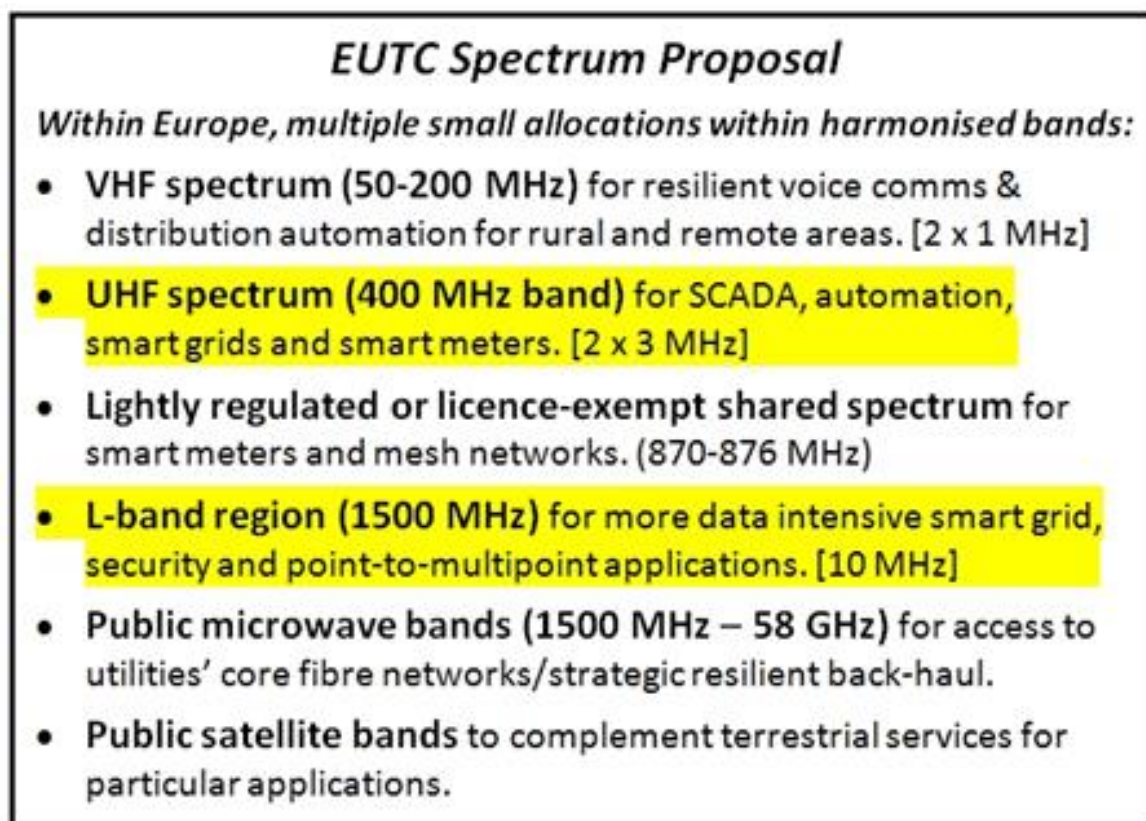 EUTC Spectrum Proposal
Within Europe, multiple small allocations within harmonised bands:
• VHF spectrum (50-200 MHz) for resilient voice comms &
distribution automation for rural and remote areas. [2 x 1 MHz]
• UHF spectrum (400 MHz band) for SCADA, automation,
smart grids and smart meters. [2 x 3 MHz]
• Lightly regulated or licence-exempt shared spectrum for
smart meters and mesh networks. (870-876 MHz)
• L-band region (1500 MHz) for more data intensive smart grid,
security and point-to-multipoint applications. [10 MHz]
• Public microwave bands (1500 MHz – 58 GHz) for access to
utilities’ core fibre networks/strategic resilient back-haul.
• Public satellite bands to complement terrestrial services for
particular applications.